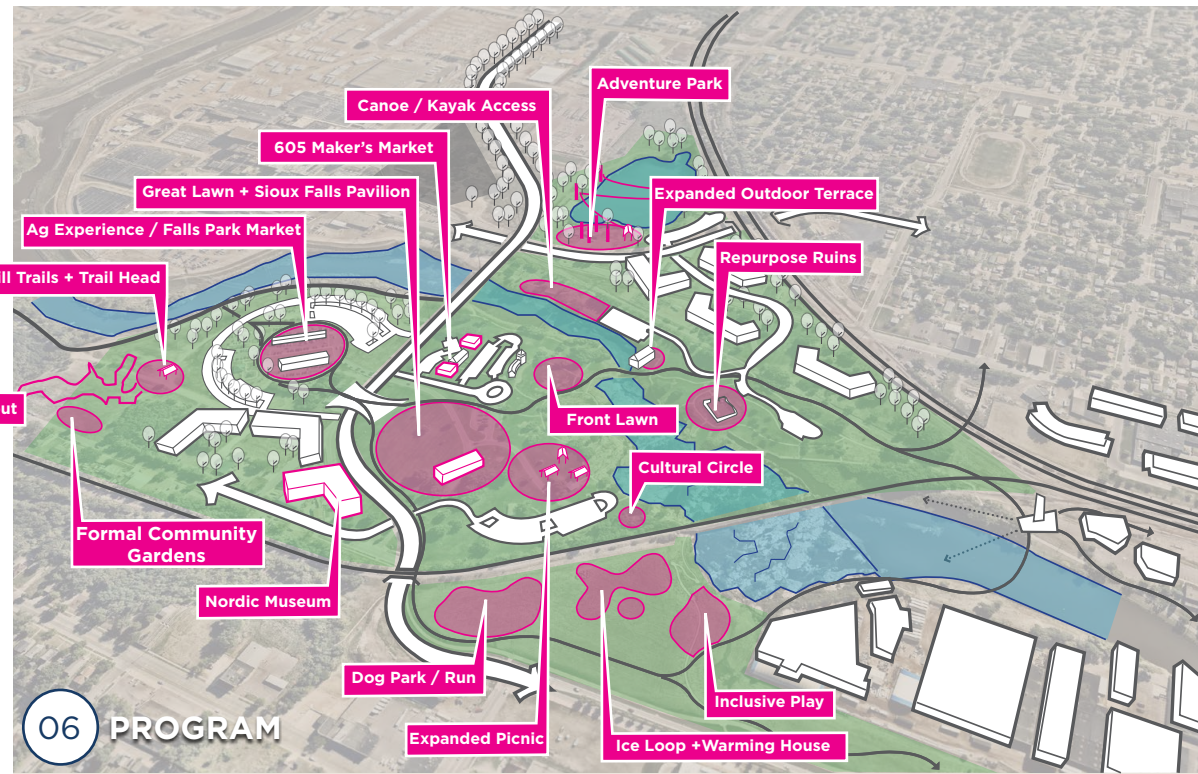 Adventure Park
Canoe / Kayak Access
605 Maker's Market
Great Lawn + Sioux Falls Pavilion
Expanded Outdoor Terrace
Ag Experience / Falls Park Market
Repurpose Ruins
Trails + Trail Head
Front Lawn
Cultural Circle
Formal Community
Gardens
Nordic Museum
Dog Park / Run
Inclusive Play
Expanded Picnic
Ice Loop +Warming House
06 PROGRAM